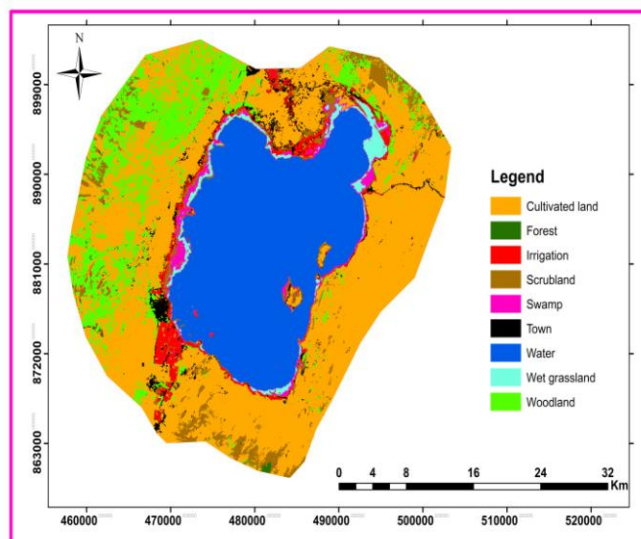 N
899000
890000
881000
872000
863000
Legend
Cultivated land
Forest
Irrigation
Scrubland
Swamp
Town
Water
Wet grassland
Woodland
0 4 8 16 24 32
Km
460000 470000 480000 490000 500000 510000 520000